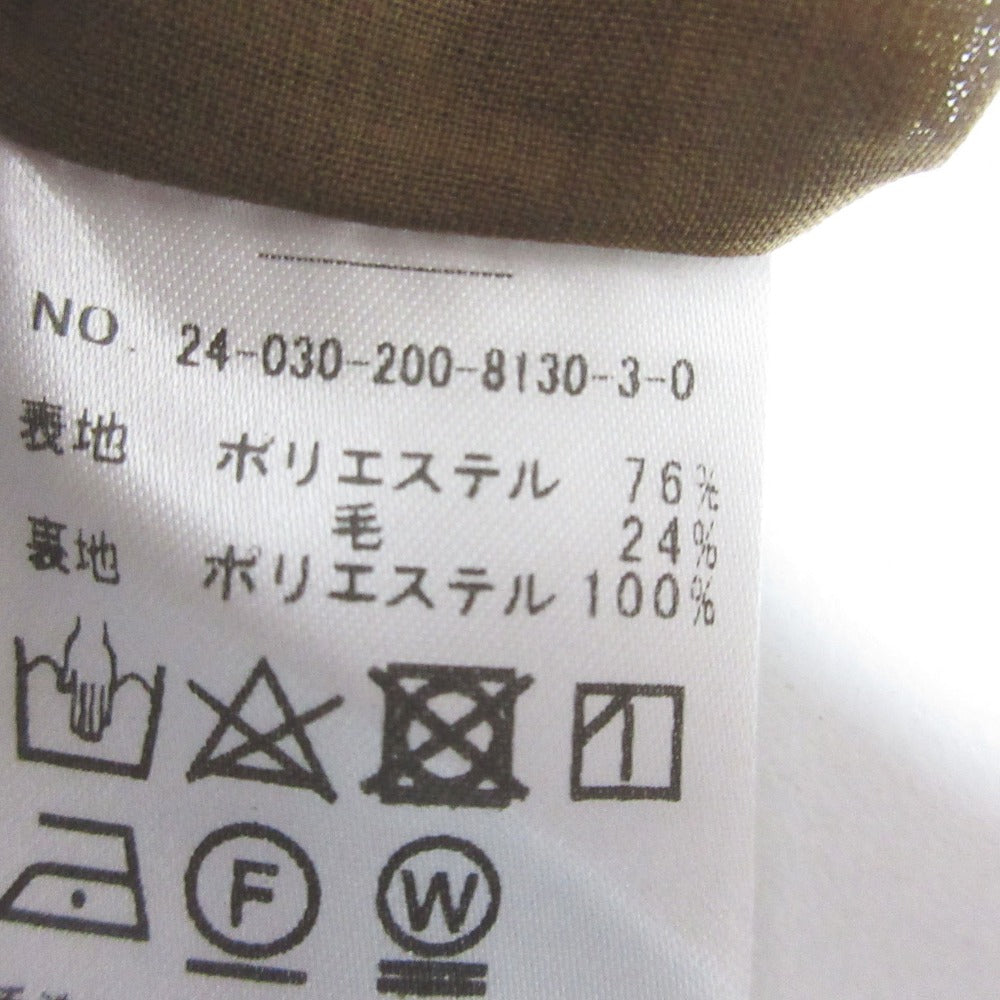 NO. 24-030-200-8130-3-0
表地 ポリエステル 76%
毛 24%
裏地 ポリエステル 100%
F
W